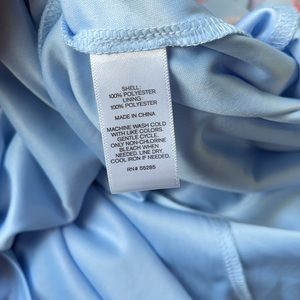 SHELL:
100% POLYESTER
LINING:
100% POLYESTER
MADE IN CHINA
MACHINE WASH COLD
WITH LIKE COLORS.
GENTLE CYCLE.
ONLY NON-CHLORINE
BLEACH WHEN
NEEDED. LINE DRY.
COOL IRON IF NEEDED.
RN# 55285